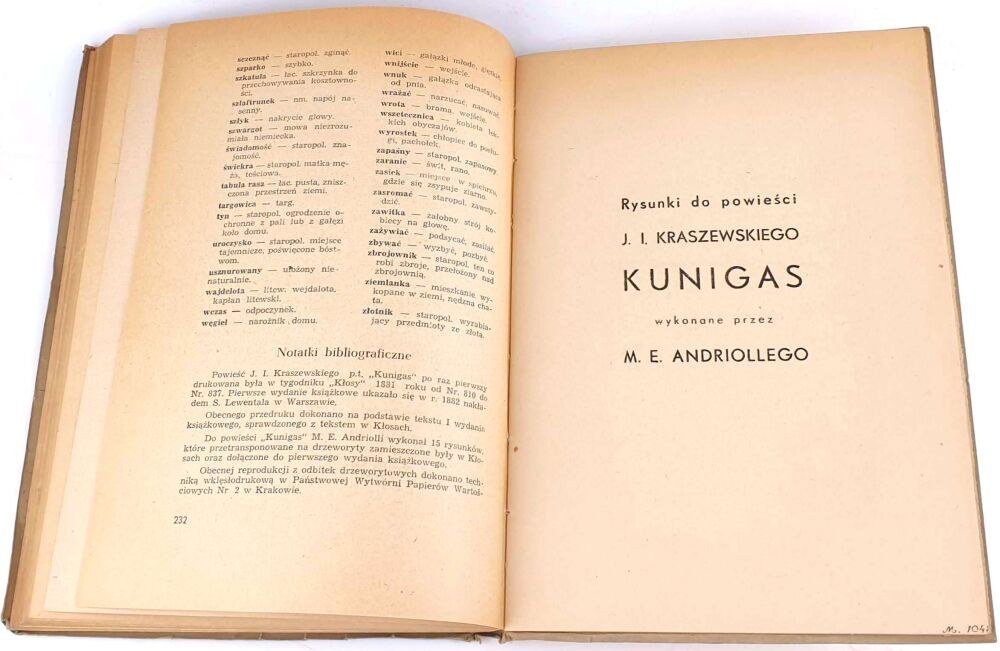 sczeznąć — staropol. zginąć.
szparko — szybko.
szkatuła — łac. szkrzynka do
przechowywania kosztowno-
ści.
szlafirunek — nm. napój na-
senny.
szłyk — nakrycie głowy.
szwargot — mowa niezrozu-
miała niemiecka.
świadomość — staropol. zna-
jomość.
świekra — staropol. matka mę-
ża, teściowa.
tabula rasa — łac. pusta, znisz-
czona przestrzeń ziemi.
targowica — targ.
tyn — staropol. ogrodzenie o-
chronne z pali lub z gałęzi
koło domu.
uroczysko — staropol. miejsce
tajemnicze, poświęcone bóst-
wom.
usznurowany — ułożony nie-
naturalnie.
wajdelota — litew. wejdalota,
kapłan litewski.
wczas — odpoczynek.
węgieł — narożnik domu.
wici — gałązki młode, giętkie.
wnijście — wejście.
wnuk — gałązka odrastająca
od pnia.
wrażać — narzucać, nasuwać.
wrota — brama, wejście.
wszetecznica — kobieta lek-
kich obyczajów.
wyrostek — chłopiec do posłu-
gi, pachołek.
zapaśny — staropol. zapasowy.
zaranie — świt, rano.
zasiek — miejsce w spichrzu,
gdzie się zsypuje ziarno.
zasromać — staropol. zawsty-
dzić.
zawitka — żałobny strój ko-
biecy na głowę.
zażywiać — podsycać, zasilać.
zbywać — wyzbyć, pozbyć.
zbrojownik — staropol. ten co
robi zbroje, przełożony nad
zbrojownią.
ziemianka — mieszkanie wy-
kopane w ziemi, nędzna cha-
ta.
złotnik — staropol. wyrabia-
jący przedmioty ze złota.
Notatki bibliograficzne
Powieść J. I. Kraszewskiego p.t. „Kunigas" po raz pierwszy
drukowana była w tygodniku „Kłosy" 1881 roku od Nr. 810 do
Nr. 837. Pierwsze wydanie książkowe ukazało się w r. 1882 nakła-
dem S. Lewentala w Warszawie.
Obecnego przedruku dokonano na podstawie tekstu I wydania
książkowego, sprawdzonego z tekstem w Kłosach.
Do powieści „Kunigas" M. E. Andriolli wykonał 15 rysunków,
które przetransponowane na drzeworyty zamieszczone były w Kło-
sach oraz dołączone do pierwszego wydania książkowego.
Obecnej reprodukcji z odbitek drzeworytowych dokonano tech-
niką wklęsłodrukową w Państwowej Wytwórni Papierów Wartoś-
ciowych Nr 2 w Krakowie.
232
Rysunki do powieści
J. I. KRASZEWSKIEGO
KUNIGAS
wykonane przez
M. E. ANDRIOLLEGO